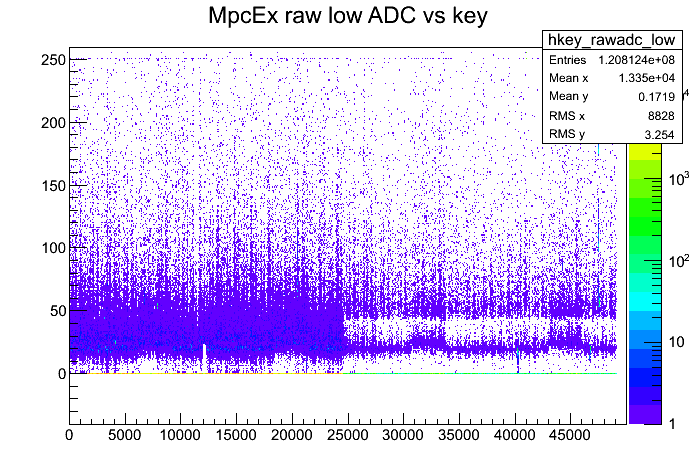 MpcEx raw low ADC vs key
hkey_rawadc_low
Entries 1.208124e+08
Mean x 1.335e+04
Mean y 0.1719
RMS x 8828
RMS y 3.254
250
200
150
100
50
0
0 5000 10000 15000 20000 25000 30000 35000 40000 45000
4
10³
10²
10
1